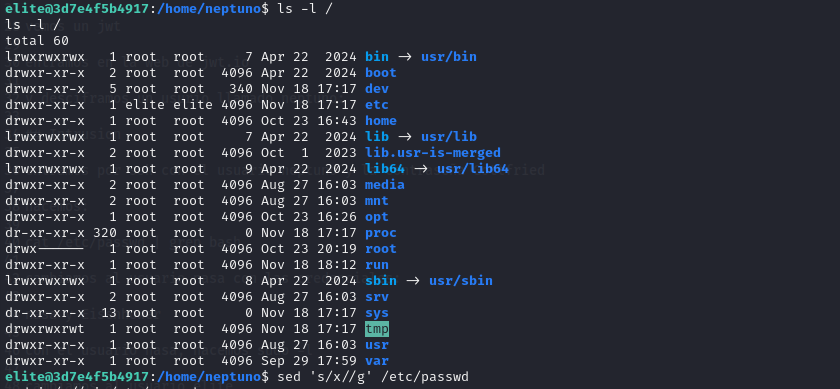 elite@3d7e4f5b4917:/home/neptuno$ ls -l /
ls -l /
total 60
lrwxrwxrwx   1 root  root     7 Apr 22  2024 bin -> usr/bin
drwxr-xr-x   2 root  root  4096 Apr 22  2024 boot
drwxr-xr-x   5 root  root   340 Nov 18 17:17 dev
drwxr-xr-x   1 elite elite 4096 Nov 18 17:17 etc
drwxr-xr-x   1 root  root  4096 Oct 23 16:43 home
lrwxrwxrwx   1 root  root     7 Apr 22  2024 lib -> usr/lib
drwxr-xr-x   2 root  root  4096 Oct  1  2023 lib.usr-is-merged
lrwxrwxrwx   1 root  root     9 Apr 22  2024 lib64 -> usr/lib64
drwxr-xr-x   2 root  root  4096 Aug 27 16:03 media
drwxr-xr-x   2 root  root  4096 Aug 27 16:03 mnt
drwxr-xr-x   1 root  root  4096 Oct 23 16:26 opt
dr-xr-xr-x 320 root  root     0 Nov 18 17:17 proc
drwx------   1 root  root  4096 Oct 23 20:19 root
drwxr-xr-x   1 root  root  4096 Nov 18 18:12 run
lrwxrwxrwx   1 root  root     8 Apr 22  2024 sbin -> usr/sbin
drwxr-xr-x   2 root  root  4096 Aug 27 16:03 srv
dr-xr-xr-x  13 root  root     0 Nov 18 17:17 sys
drwxrwxrwt   1 root  root  4096 Nov 18 17:17 tmp
drwxr-xr-x   1 root  root  4096 Aug 27 16:03 usr
drwxr-xr-x   1 root  root  4096 Sep 29 17:59 var
elite@3d7e4f5b4917:/home/neptuno$ sed 's/x//g' /etc/passwd